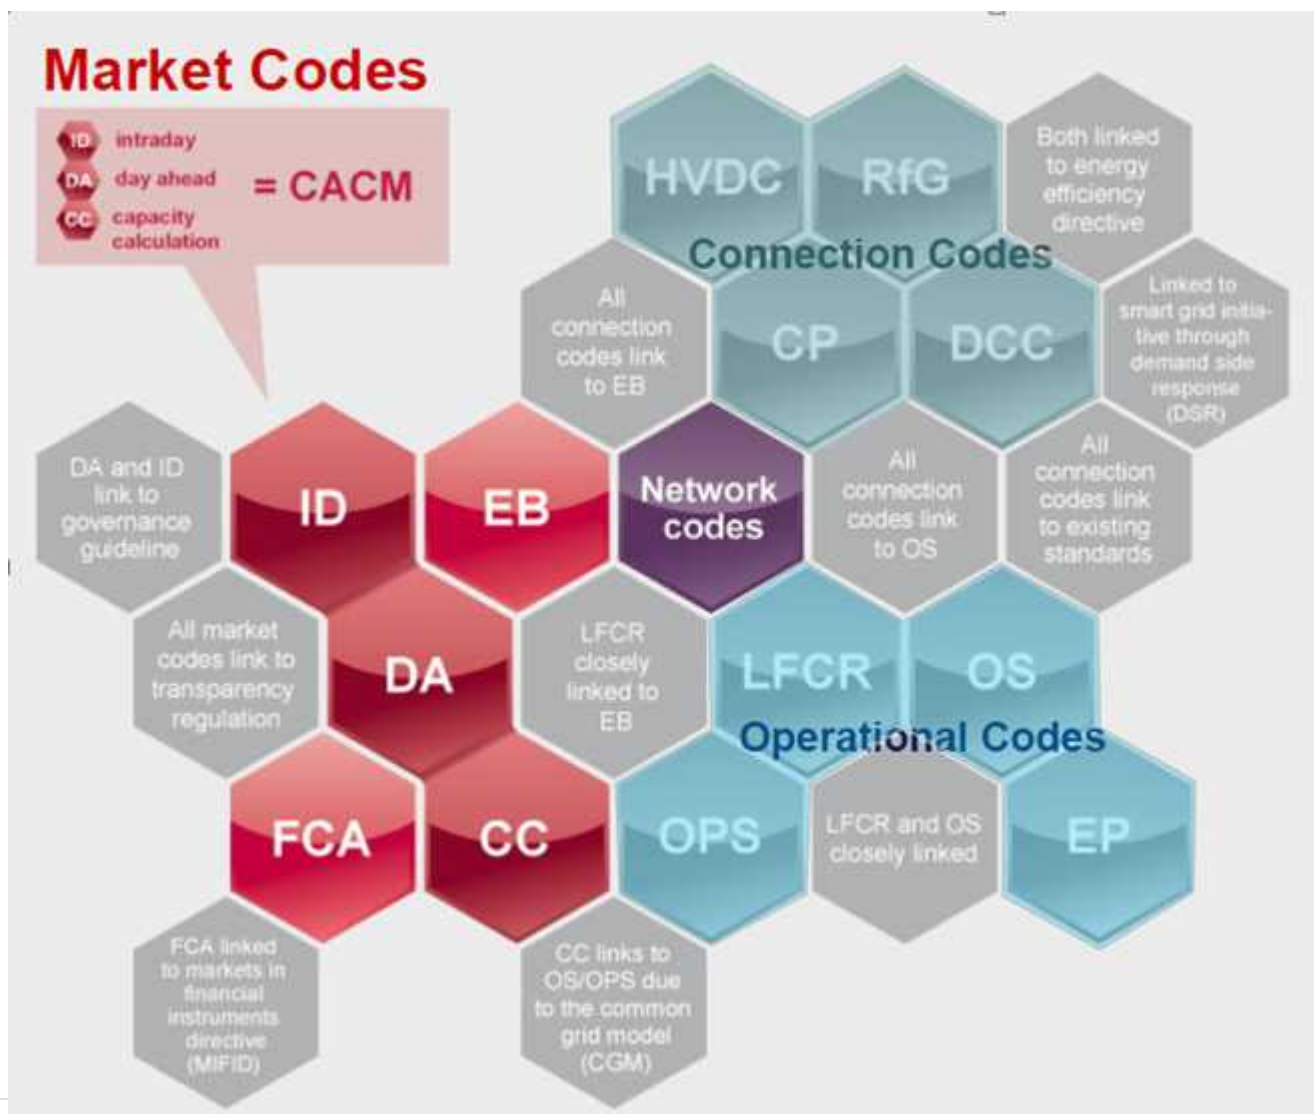 Market Codes
ID intraday
DA day ahead
= CACM
CC capacity
calculation
HVDC
RfG
Both linked
to energy
efficiency
directive
Connection Codes
All
connection
codes link
to EB
CP
DCC
Linked to
smart grid initia-
tive through
demand side
response
(DSR)
DA and ID
link to
governance
guideline
ID
EB
Network
codes
All
connection
codes link
to OS
All
connection
codes link
to existing
standards
All market
codes link to
transparency
regulation
DA
LFCR
closely
linked to
EB
LFCR
OS
Operational Codes
FCA
CC
OPS
LFCR and OS
closely linked
EP
FCA linked
to markets in
financial
instruments
directive
(MIFID)
CC links to
OS/OPS due
to the common
grid model
(CGM)